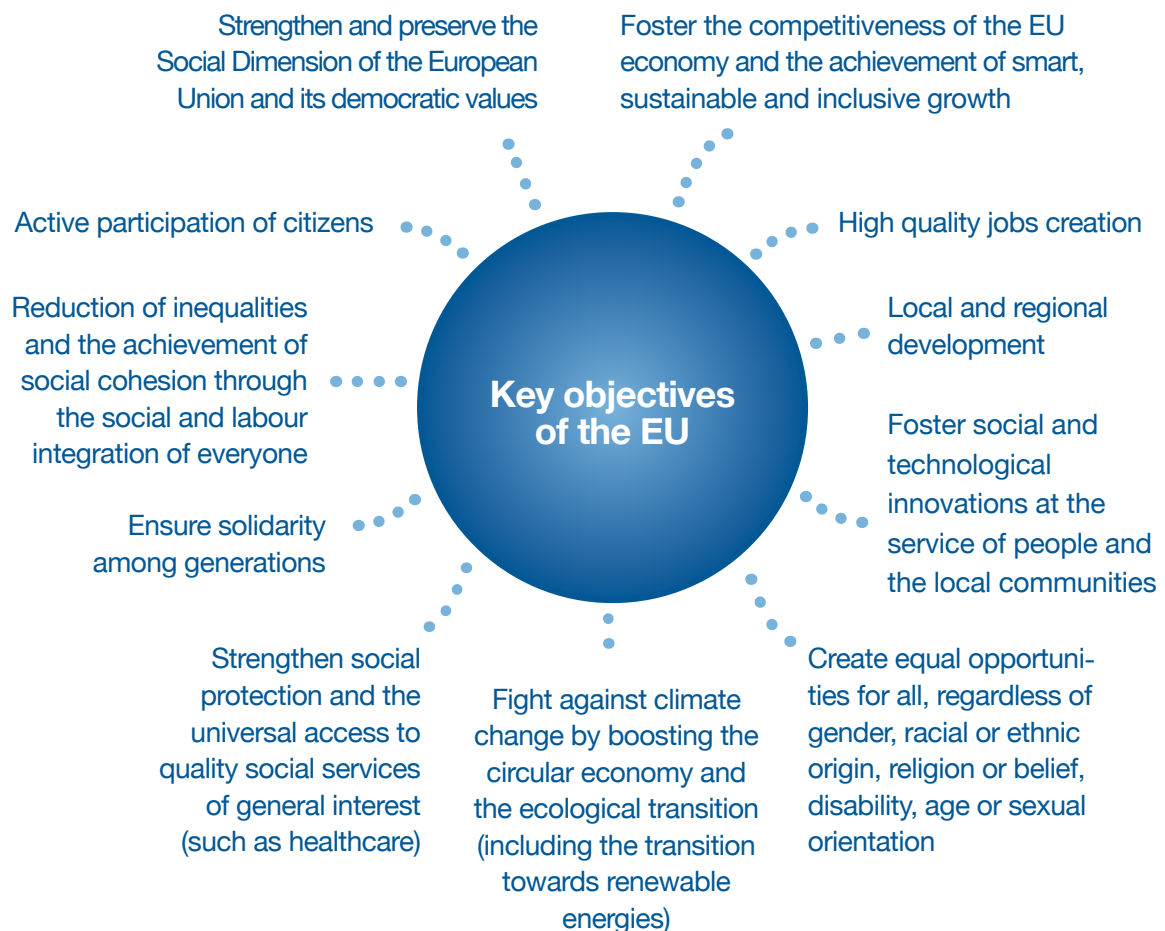 Strengthen and preserve the
Social Dimension of the European
Union and its democratic values
Foster the competitiveness of the EU
economy and the achievement of smart,
sustainable and inclusive growth
Active participation of citizens
High quality jobs creation
Reduction of inequalities
and the achievement of
social cohesion through
the social and labour
integration of everyone
Local and regional
development
Key objectives
of the EU
Foster social and
technological
innovations at the
service of people and
the local communities
Ensure solidarity
among generations
Strengthen social
protection and the
universal access to
quality social services
of general interest
(such as healthcare)
Fight against climate
change by boosting the
circular economy and
the ecological transition
(including the transition
towards renewable
energies)
Create equal opportuni-
ties for all, regardless of
gender, racial or ethnic
origin, religion or belief,
disability, age or sexual
orientation